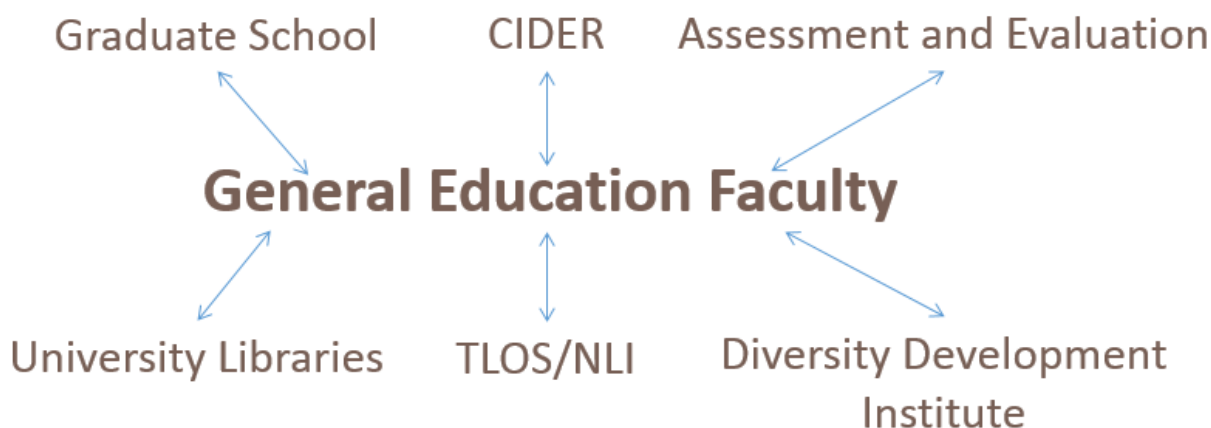 Graduate School CIDER Assessment and Evaluation
General Education Faculty
University Libraries TLOS/NLI Diversity Development
Institute